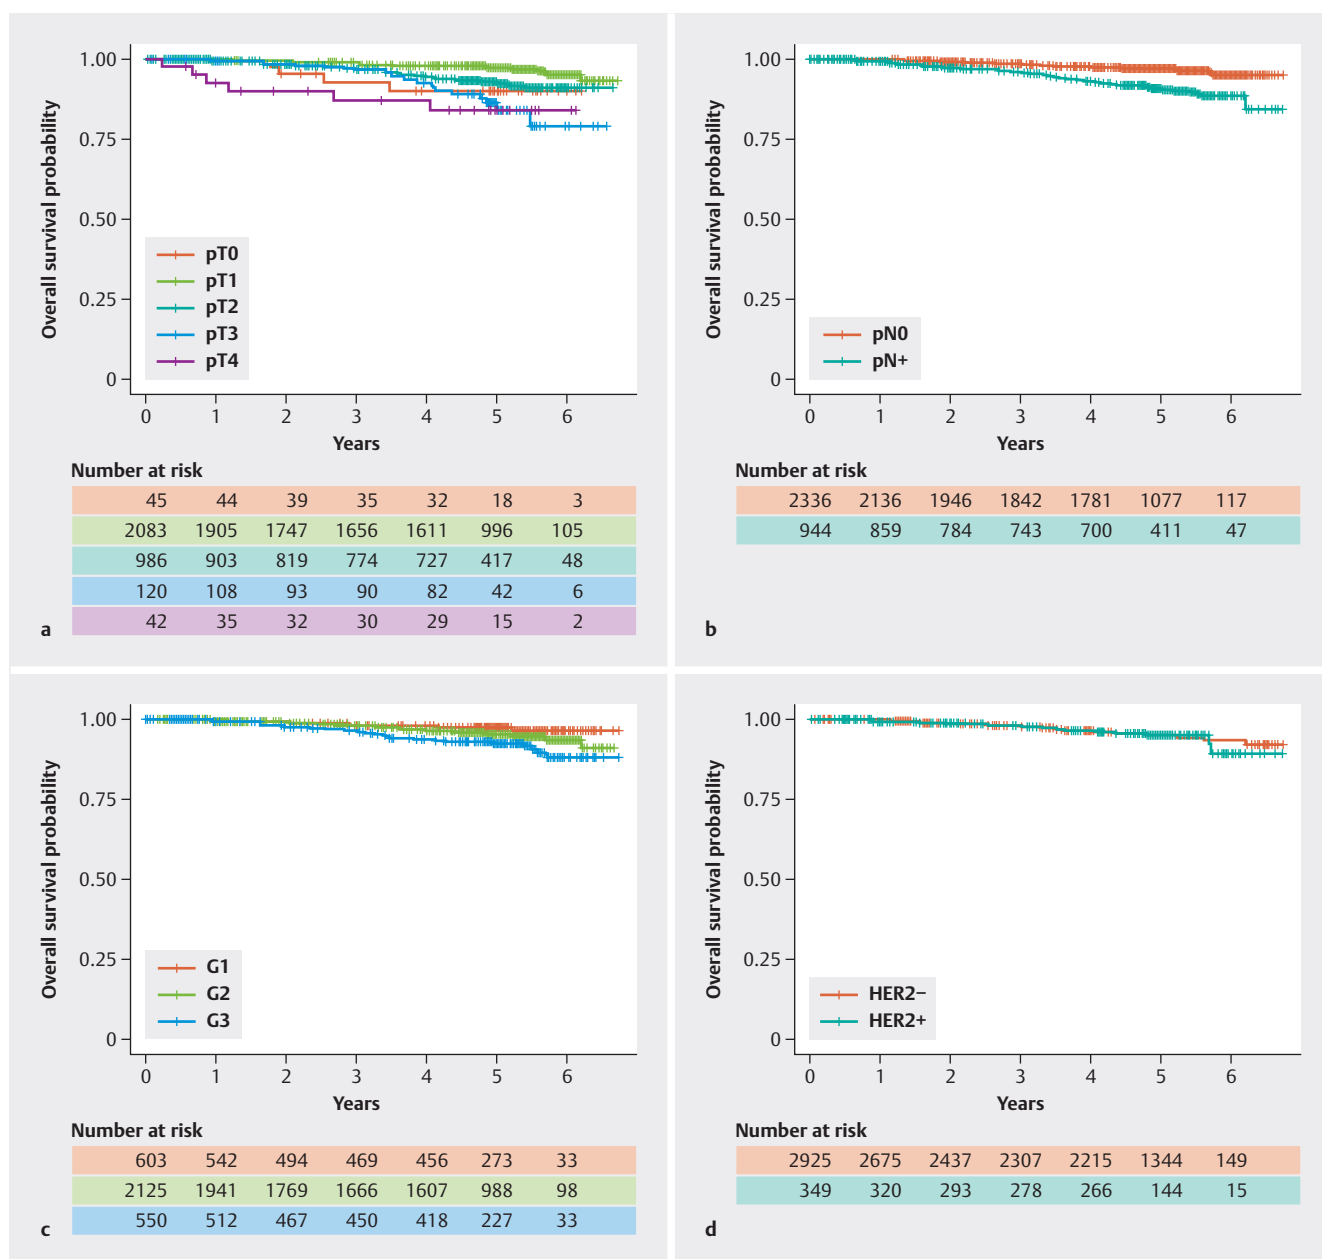 1.00
0.75
0.50
0.25
0
Overall survival probability
pT0
pT1
pT2
pT3
pT4
0 1 2 3 4 5 6
Years
Number at risk
45 44 39 35 32 18 3
2083 1905 1747 1656 1611 996 105
986 903 819 774 727 417 48
120 108 93 90 82 42 6
42 35 32 30 29 15 2
a
1.00
0.75
0.50
0.25
0
Overall survival probability
pN0
pN+
0 1 2 3 4 5 6
Years
Number at risk
2336 2136 1946 1842 1781 1077 117
944 859 784 743 700 411 47
b
1.00
0.75
0.50
0.25
0
Overall survival probability
G1
G2
G3
0 1 2 3 4 5 6
Years
Number at risk
603 542 494 469 456 273 33
2125 1941 1769 1666 1607 988 98
550 512 467 450 418 227 33
c
1.00
0.75
0.50
0.25
0
Overall survival probability
HER2−
HER2+
0 1 2 3 4 5 6
Years
Number at risk
2925 2675 2437 2307 2215 1344 149
349 320 293 278 266 144 15
d